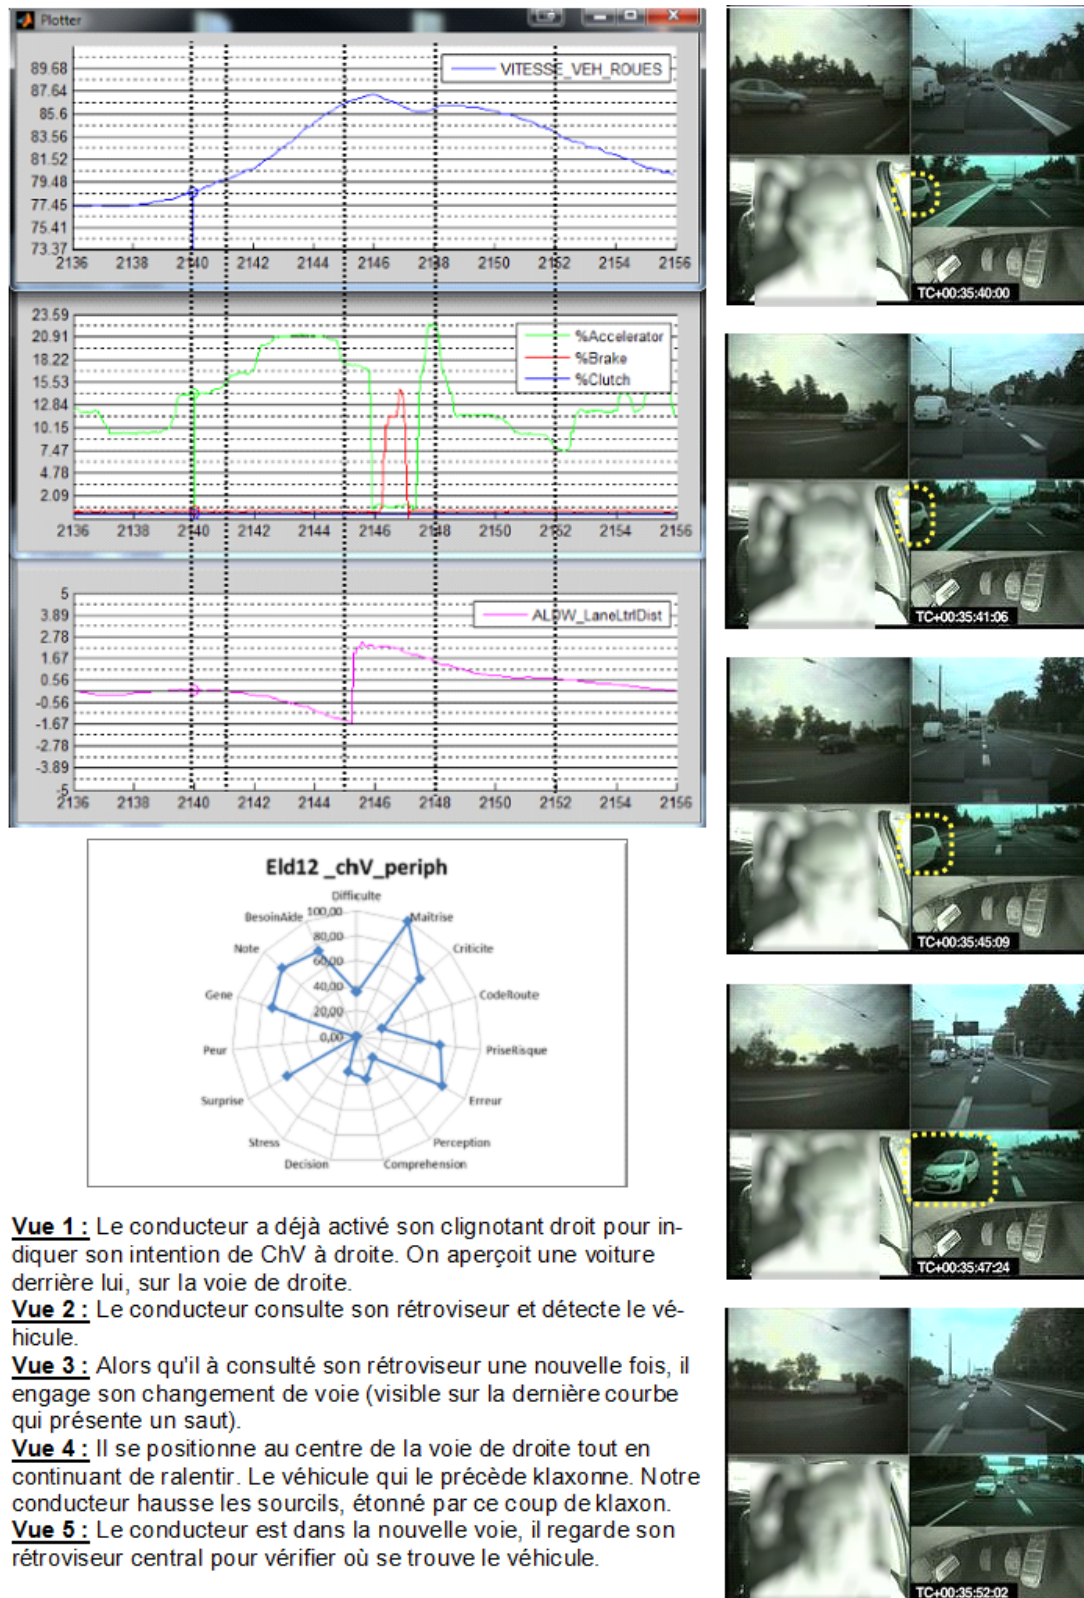 Plotter
VITESSE_VEH_ROUES
89.68
87.64
85.6
83.56
81.52
79.48
77.45
75.41
73.37
2136 2138 2140 2142 2144 2146 2148 2150 2152 2154 2156
%Accelerator
%Brake
%Clutch
23.59
20.91
18.22
15.53
12.84
10.15
7.47
4.78
2.09
2136 2138 2140 2142 2144 2146 2148 2150 2152 2154 2156
ALDW_LaneLtrlDist
5
3.89
2.78
1.67
0.56
-0.56
-1.67
-2.78
-3.89
-5
2136 2138 2140 2142 2144 2146 2148 2150 2152 2154 2156
Eld12 _chV_periph
Difficulte
Maitrise
Criticite
CodeRoute
PriseRisque
Erreur
Perception
Comprehension
Decision
Stress
Surprise
Peur
Gene
Note
BesoinAide
100,00
80,00
60,00
40,00
20,00
0,00
Vue 1 : Le conducteur a déjà activé son clignotant droit pour in-
diquer son intention de ChV à droite. On aperçoit une voiture
derrière lui, sur la voie de droite.
Vue 2 : Le conducteur consulte son rétroviseur et détecte le vé-
hicule.
Vue 3 : Alors qu'il à consulté son rétroviseur une nouvelle fois, il
engage son changement de voie (visible sur la dernière courbe
qui présente un saut).
Vue 4 : Il se positionne au centre de la voie de droite tout en
continuant de ralentir. Le véhicule qui le précède klaxonne. Notre
conducteur hausse les sourcils, étonné par ce coup de klaxon.
Vue 5 : Le conducteur est dans la nouvelle voie, il regarde son
rétroviseur central pour vérifier où se trouve le véhicule.
TC+00:35:40:00
TC+00:35:41:06
TC+00:35:45:09
TC+00:35:47:24
TC+00:35:52:02